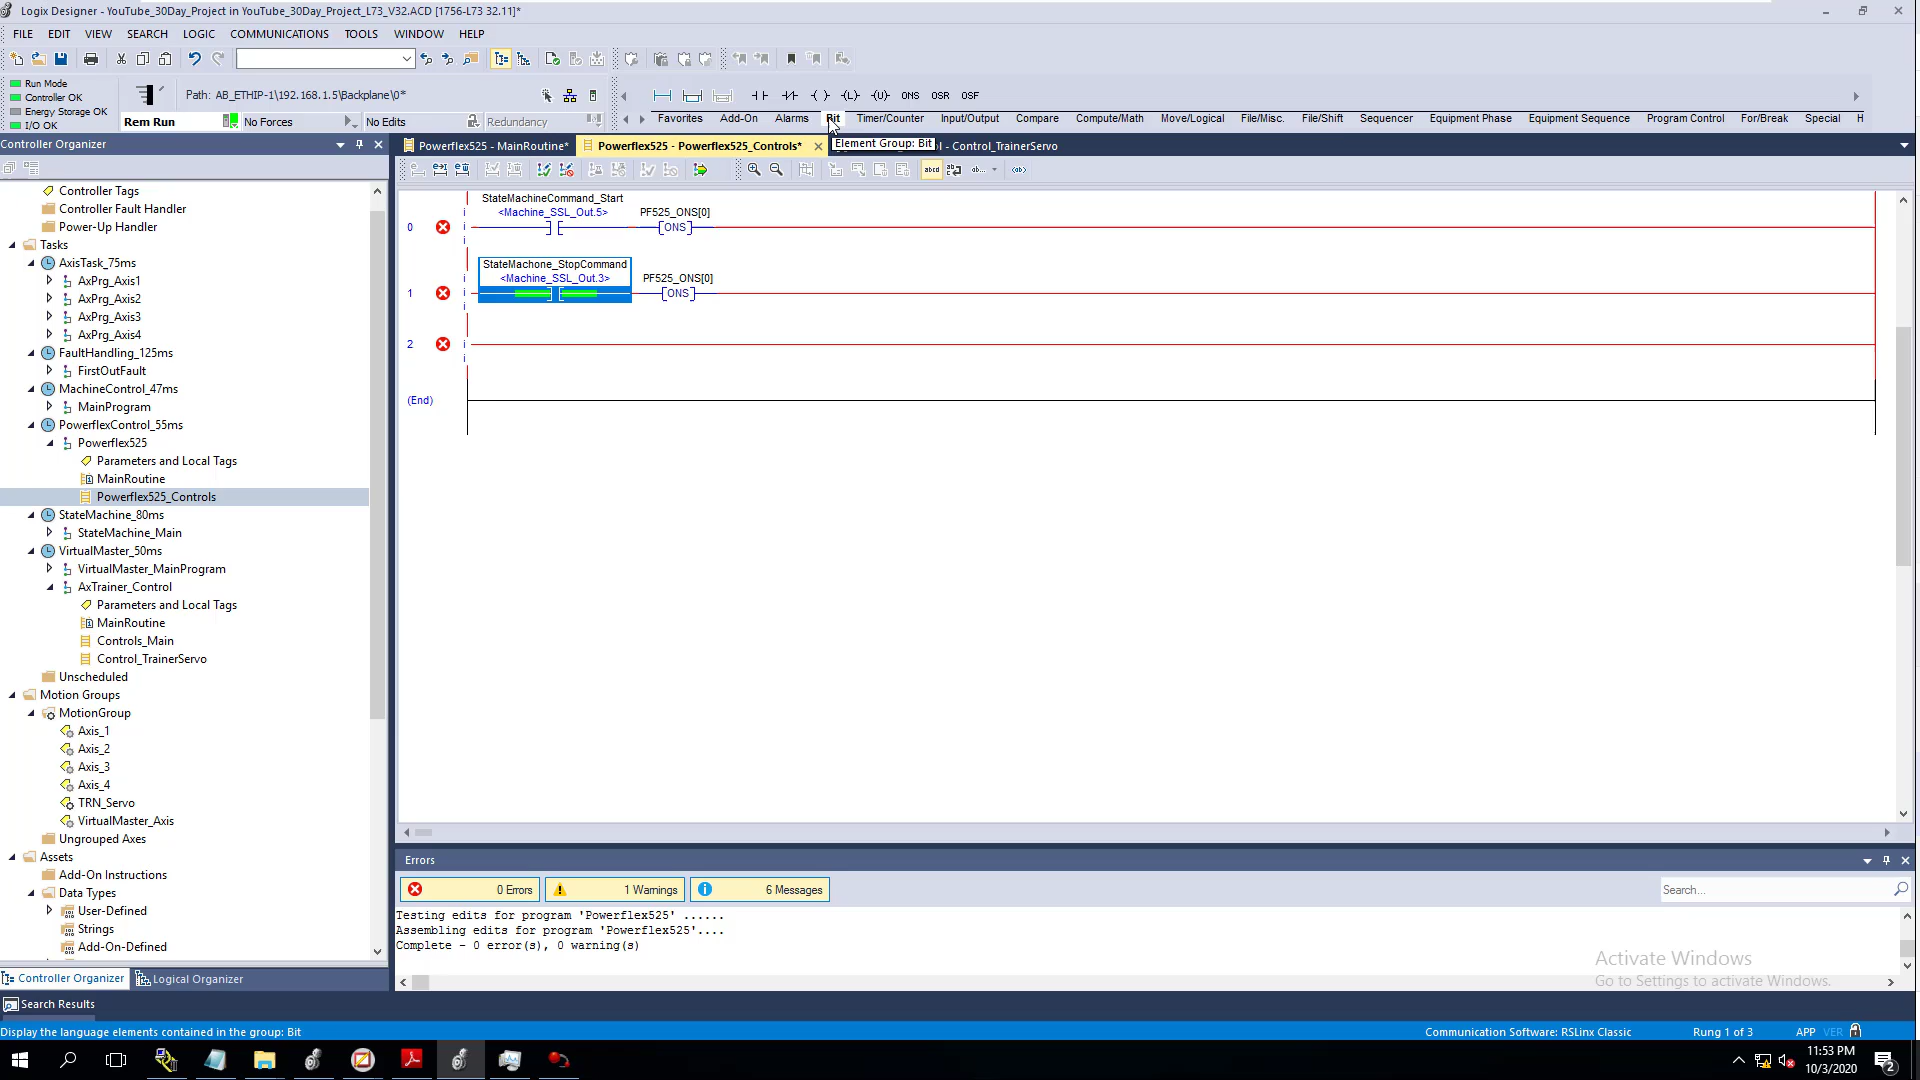 Logix Designer - YouTube_30Day_Project in YouTube_30Day_Project_L73_V32.ACD [1756-L73 32.11]*
FILE EDIT VIEW SEARCH LOGIC COMMUNICATIONS TOOLS WINDOW HELP
Run Mode
Controller OK
Energy Storage OK
I/O OK
Path: AB_ETHIP-1\192.168.1.5\Backplane\0*
Rem Run
No Forces
No Edits
Redundancy
ONS OSR OSF
Favorites Add-On Alarms Bit Timer/Counter Input/Output Compare Compute/Math Move/Logical File/Misc. File/Shift Sequencer Equipment Phase Equipment Sequence Program Control For/Break Special H
Element Group: Bit
Controller Organizer
Powerflex525 - MainRoutine*
Powerflex525 - Powerflex525_Controls*
l - Control_TrainerServo
Controller Tags
Controller Fault Handler
Power-Up Handler
Tasks
AxisTask_75ms
AxPrg_Axis1
AxPrg_Axis2
AxPrg_Axis3
AxPrg_Axis4
FaultHandling_125ms
FirstOutFault
MachineControl_47ms
MainProgram
PowerflexControl_55ms
Powerflex525
Parameters and Local Tags
MainRoutine
Powerflex525_Controls
StateMachine_80ms
StateMachine_Main
VirtualMaster_50ms
VirtualMaster_MainProgram
AxTrainer_Control
Parameters and Local Tags
MainRoutine
Controls_Main
Control_TrainerServo
Unscheduled
Motion Groups
MotionGroup
Axis_1
Axis_2
Axis_3
Axis_4
TRN_Servo
VirtualMaster_Axis
Ungrouped Axes
Assets
Add-On Instructions
Data Types
User-Defined
Strings
Add-On-Defined
Controller Organizer
Logical Organizer
StateMachineCommand_Start
<Machine_SSL_Out.5>
PF525_ONS[0]
0
ONS
StateMachone_StopCommand
<Machine_SSL_Out.3>
PF525_ONS[0]
1
ONS
2
(End)
Errors
0 Errors
1 Warnings
6 Messages
Search...
Testing edits for program 'Powerflex525' ......
Assembling edits for program 'Powerflex525'....
Complete - 0 error(s), 0 warning(s)
Activate Windows
Go to Settings to activate Windows.
Search Results
Display the language elements contained in the group: Bit
Communication Software: RSLinx Classic
Rung 1 of 3
APP VER
11:53 PM
10/3/2020
2